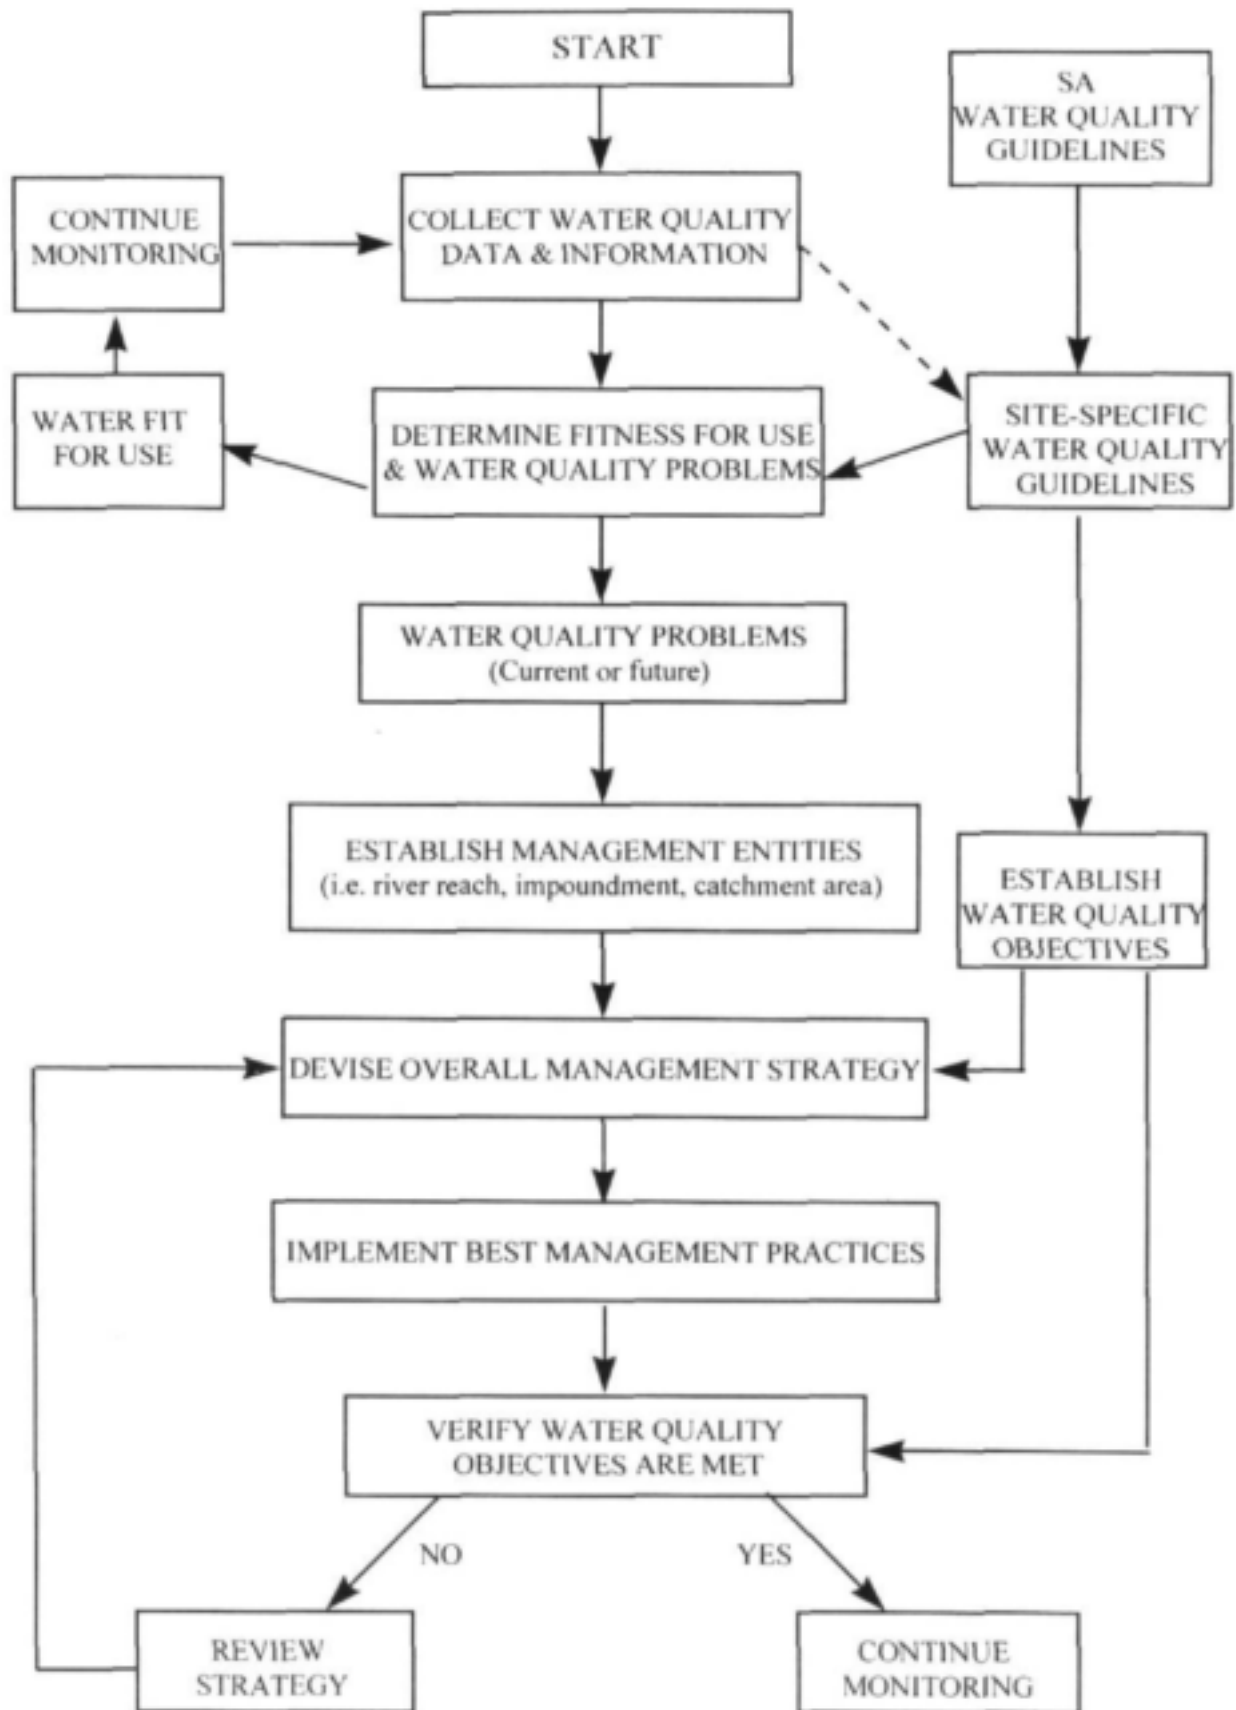 START
SA
WATER QUALITY
GUIDELINES
CONTINUE
MONITORING
COLLECT WATER QUALITY
DATA & INFORMATION
WATER FIT
FOR USE
DETERMINE FITNESS FOR USE
& WATER QUALITY PROBLEMS
SITE-SPECIFIC
WATER QUALITY
GUIDELINES
WATER QUALITY PROBLEMS
(Current or future)
ESTABLISH MANAGEMENT ENTITIES
(i.e. river reach, impoundment, catchment area)
ESTABLISH
WATER QUALITY
OBJECTIVES
DEVISE OVERALL MANAGEMENT STRATEGY
IMPLEMENT BEST MANAGEMENT PRACTICES
VERIFY WATER QUALITY
OBJECTIVES ARE MET
NO
YES
REVIEW
STRATEGY
CONTINUE
MONITORING